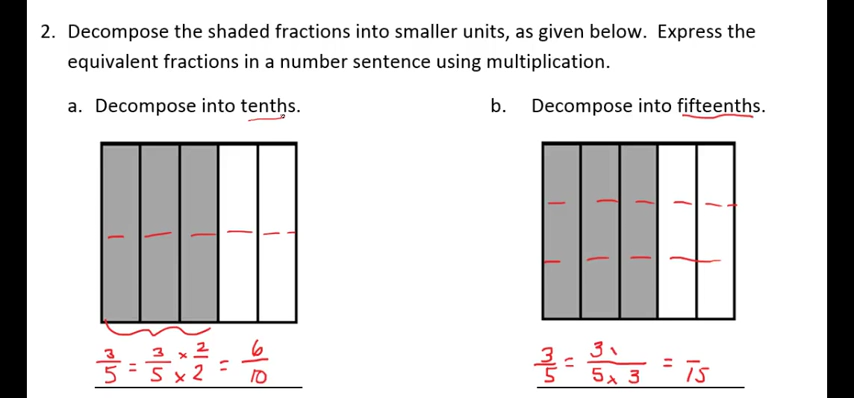 2. Decompose the shaded fractions into smaller units, as given below. Express the
equivalent fractions in a number sentence using multiplication.
a. Decompose into tenths.
b. Decompose into fifteenths.
3/5 = 3/5 × 2/2 = 6/10
3/5 = 3/5 × 3 = /15